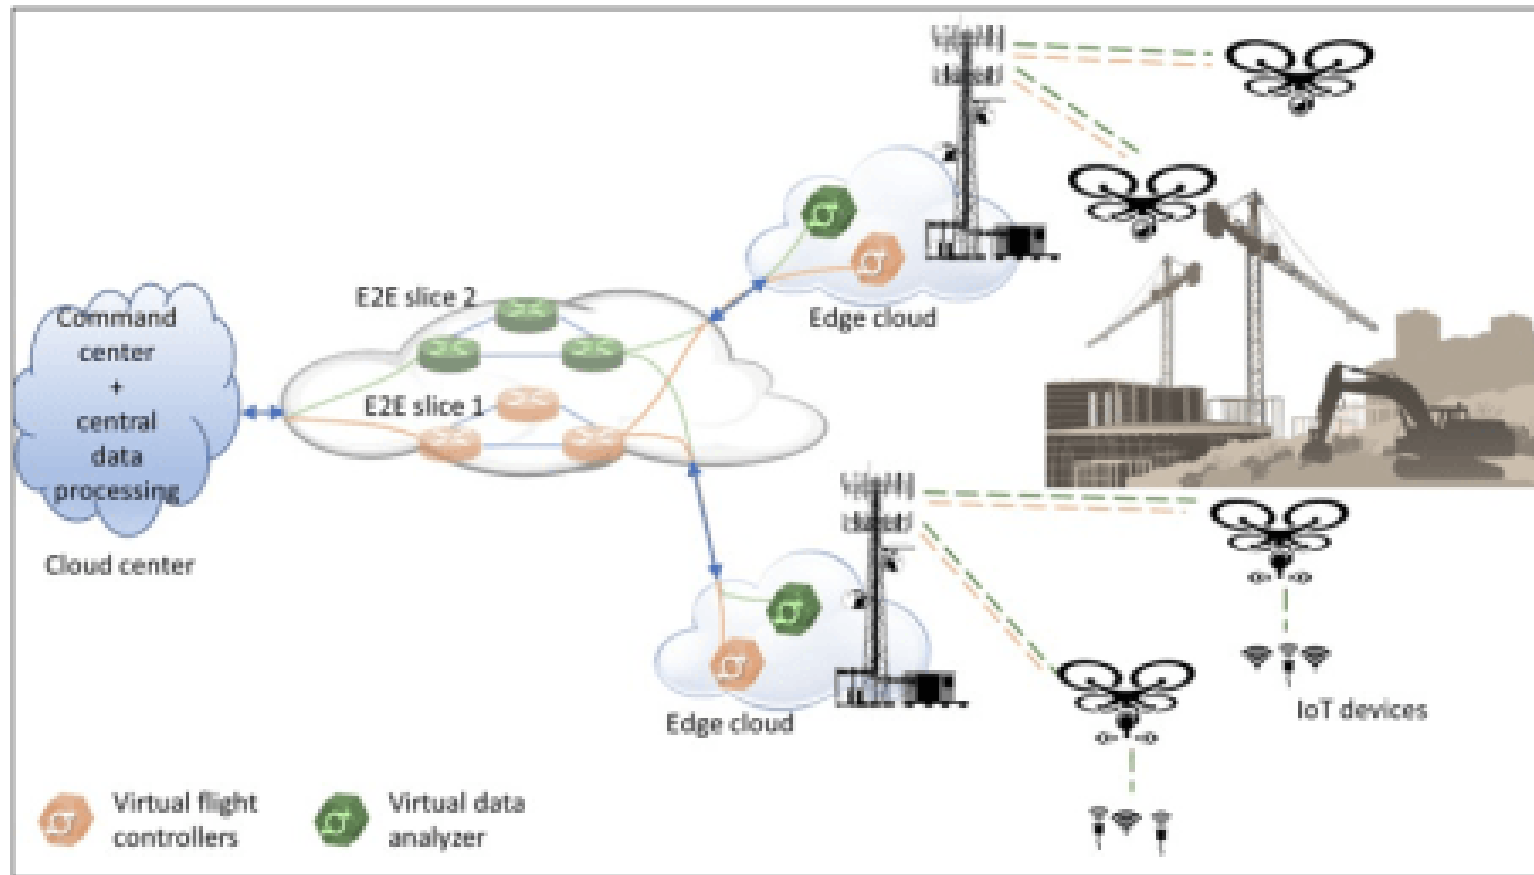 E2E slice 2
Command
center
+
central
data
processing
E2E slice 1
Edge cloud
Cloud center
Edge cloud
IoT devices
Virtual flight
controllers
Virtual data
analyzer